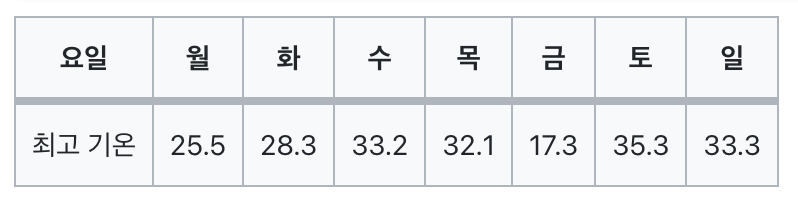 요일 월 화 수 목 금 토 일
최고 기온 25.5 28.3 33.2 32.1 17.3 35.3 33.3